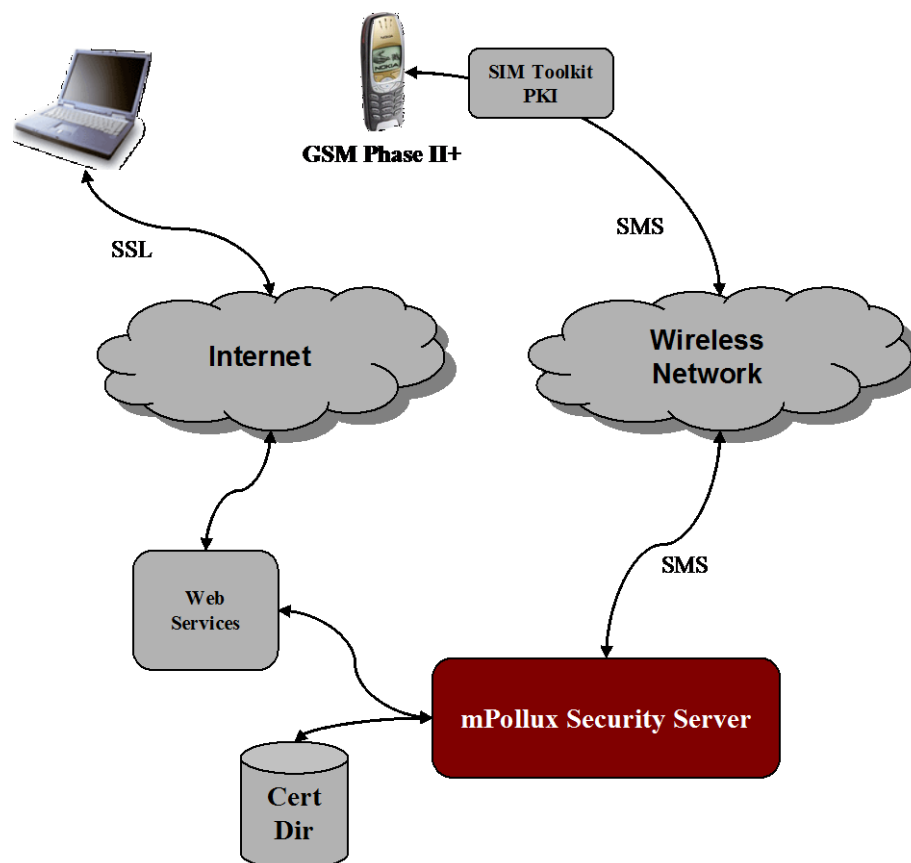 SIM Toolkit
PKI
NOKIA
GSM Phase II+
SMS
SSL
Internet
Wireless
Network
SMS
Web
Services
mPollux Security Server
Cert
Dir